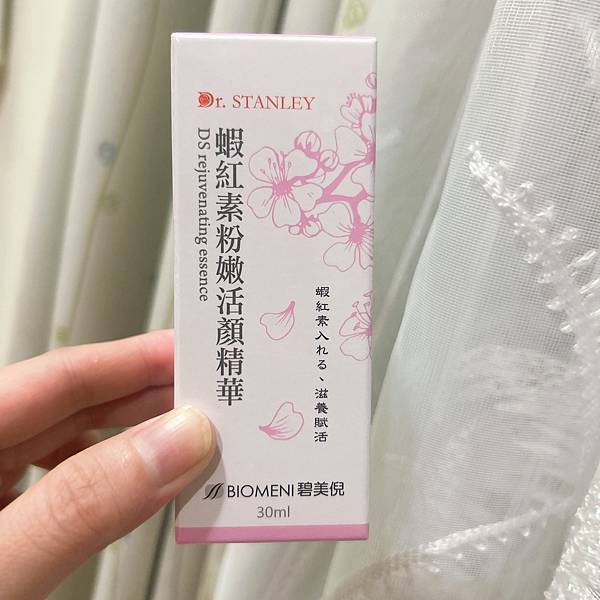 Dr. STANLEY
蝦紅素粉嫩活顏精華
DS rejuvenating essence
蝦紅素入れる、滋養賦活
BIOMENI 碧美倪
30ml